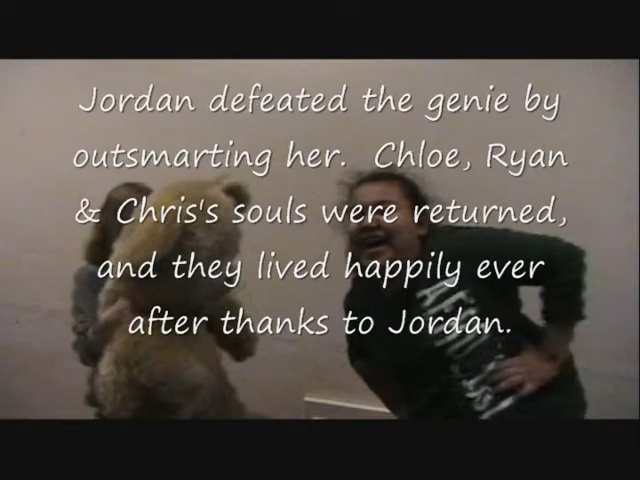 Jordan defeated the genie by
outsmarting her. Chloe, Ryan
& Chris's souls were returned,
and they lived happily ever
after thanks to Jordan.